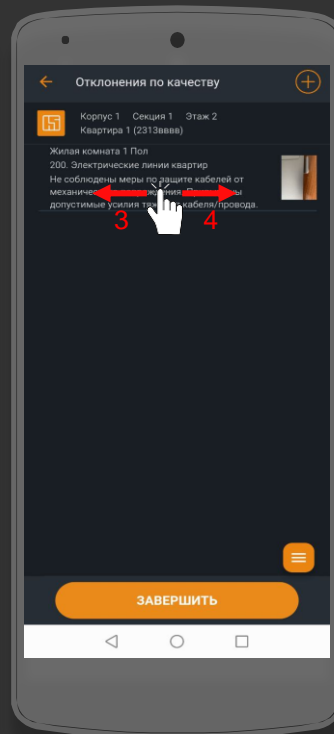 Отклонения по качеству
Корпус 1 Секция 1 Этаж 2
Квартира 1 (2313вввв)
Жилая комната 1 Пол
200. Электрические линии квартир
Не соблюдены меры по защите кабелей от
допустимые усилия кабеля/провода.
3 4
ЗАВЕРШИТЬ